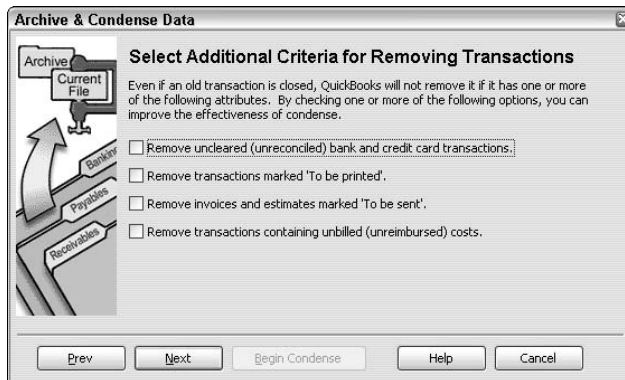 Archive & Condense Data
Archive
Current
File
Banking
Payables
Receivables
Select Additional Criteria for Removing Transactions
Even if an old transaction is closed, QuickBooks will not remove it if it has one or more
of the following attributes. By checking one or more of the following options, you can
improve the effectiveness of condense.
Remove uncleared (unreconciled) bank and credit card transactions.
Remove transactions marked 'To be printed'.
Remove invoices and estimates marked 'To be sent'.
Remove transactions containing unbilled (unreimbursed) costs.
Prev
Next
Begin Condense
Help
Cancel